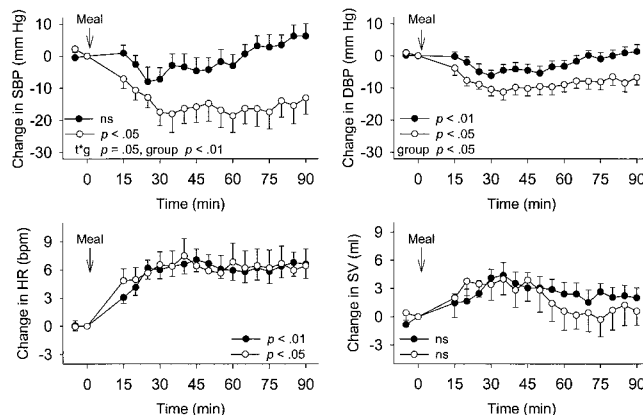 Meal
Change in SBP (mm Hg)
10
0
-10
-20
-30
ns
p < .05
t*g p = .05, group p < .01
0 15 30 45 60 75 90
Time (min)
Meal
Change in DBP (mm Hg)
10
0
-10
-20
-30
p < .01
p < .05
group p < .05
0 15 30 45 60 75 90
Time (min)
Meal
Change in HR (bpm)
9
6
3
0
-3
p < .01
p < .05
0 15 30 45 60 75 90
Time (min)
Meal
Change in SV (ml)
9
6
3
0
-3
ns
ns
0 15 30 45 60 75 90
Time (min)